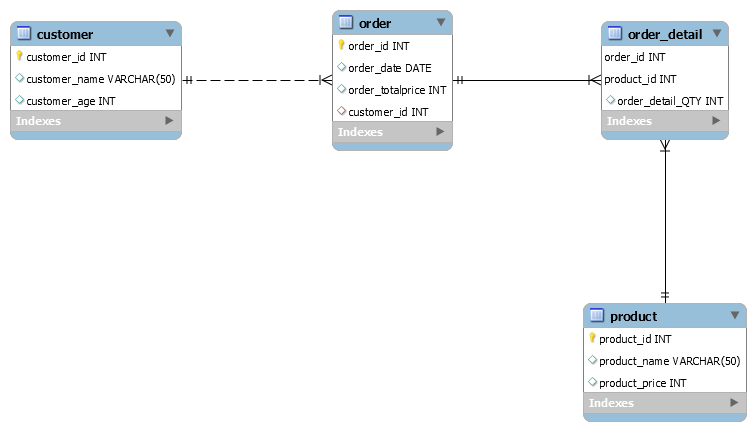 customer
customer_id INT
customer_name VARCHAR(50)
customer_age INT
Indexes
order
order_id INT
order_date DATE
order_totalprice INT
customer_id INT
Indexes
order_detail
order_id INT
product_id INT
order_detail_QTY INT
Indexes
product
product_id INT
product_name VARCHAR(50)
product_price INT
Indexes